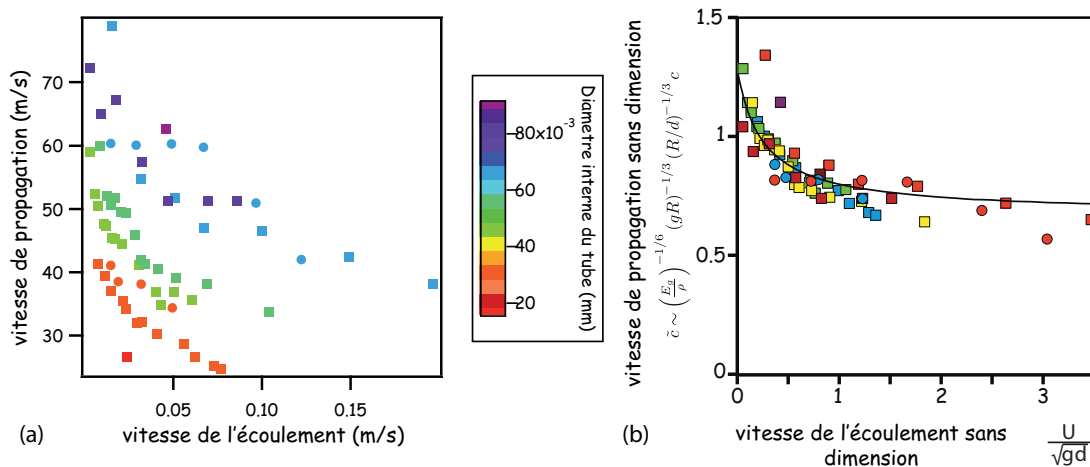 vitesse de propagation (m/s)
70
60
50
40
30
0.05
0.10
0.15
(a)
vitesse de l'écoulement (m/s)
80x10⁻³
60
40
20
Diametre interne du tube (mm)
vitesse de propagation sans dimension
c̃ ~ (E_g/ρ)^{-1/6} (gR)^{-1/3} (R/d)^{-1/3} c
1.5
1
0.5
0
0
1
2
3
(b)
vitesse de l'écoulement sans
dimension
U/√gd